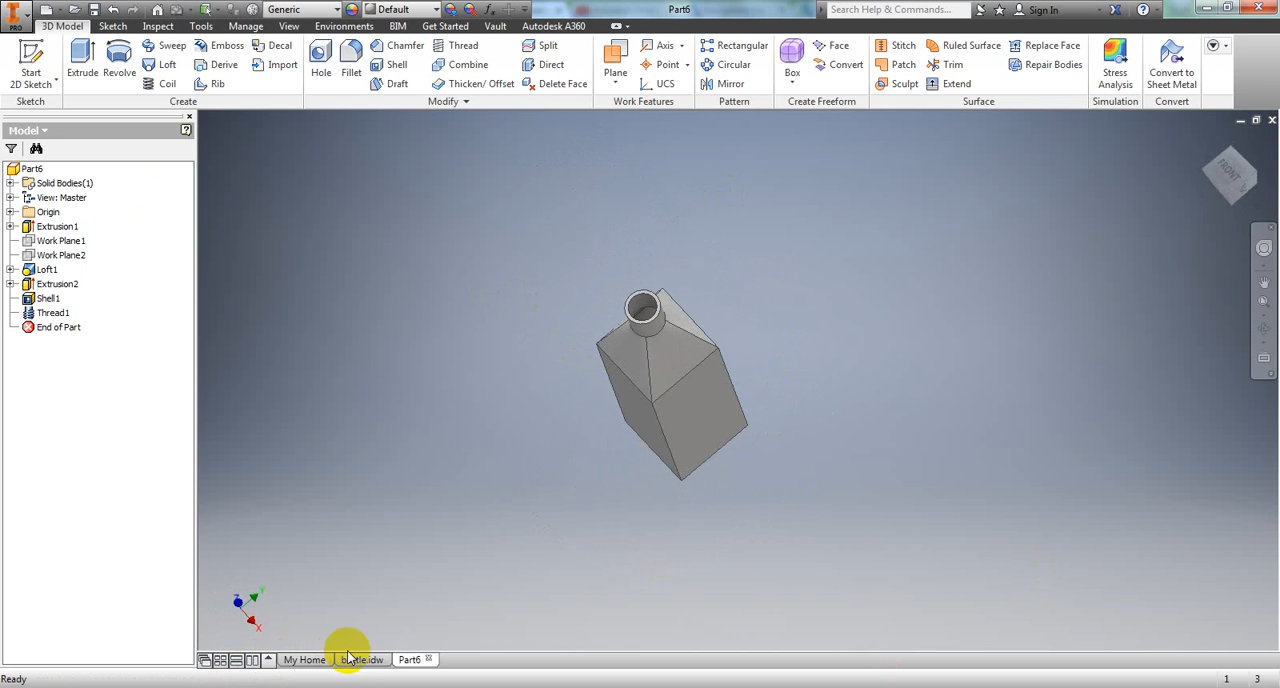 Generic
Default
Part6
Search Help & Commands...
Sign In
PRO
3D Model
Sketch
Inspect
Tools
Manage
View
Environments
BIM
Get Started
Vault
Autodesk A360
Start
2D Sketch
Extrude
Revolve
Sweep
Emboss
Decal
Loft
Derive
Import
Coil
Rib
Hole
Fillet
Chamfer
Thread
Split
Shell
Combine
Direct
Draft
Thicken/ Offset
Delete Face
Plane
Axis
Point
UCS
Rectangular
Circular
Mirror
Box
Face
Convert
Stitch
Ruled Surface
Replace Face
Patch
Trim
Repair Bodies
Sculpt
Extend
Stress
Analysis
Convert to
Sheet Metal
Sketch
Create
Modify
Work Features
Pattern
Create Freeform
Surface
Simulation
Convert
Model
Part6
Solid Bodies(1)
View: Master
Origin
Extrusion1
Work Plane1
Work Plane2
Loft1
Extrusion2
Shell1
Thread1
End of Part
FRONT
Z
Y
X
My Home
Part6
Ready
1
3